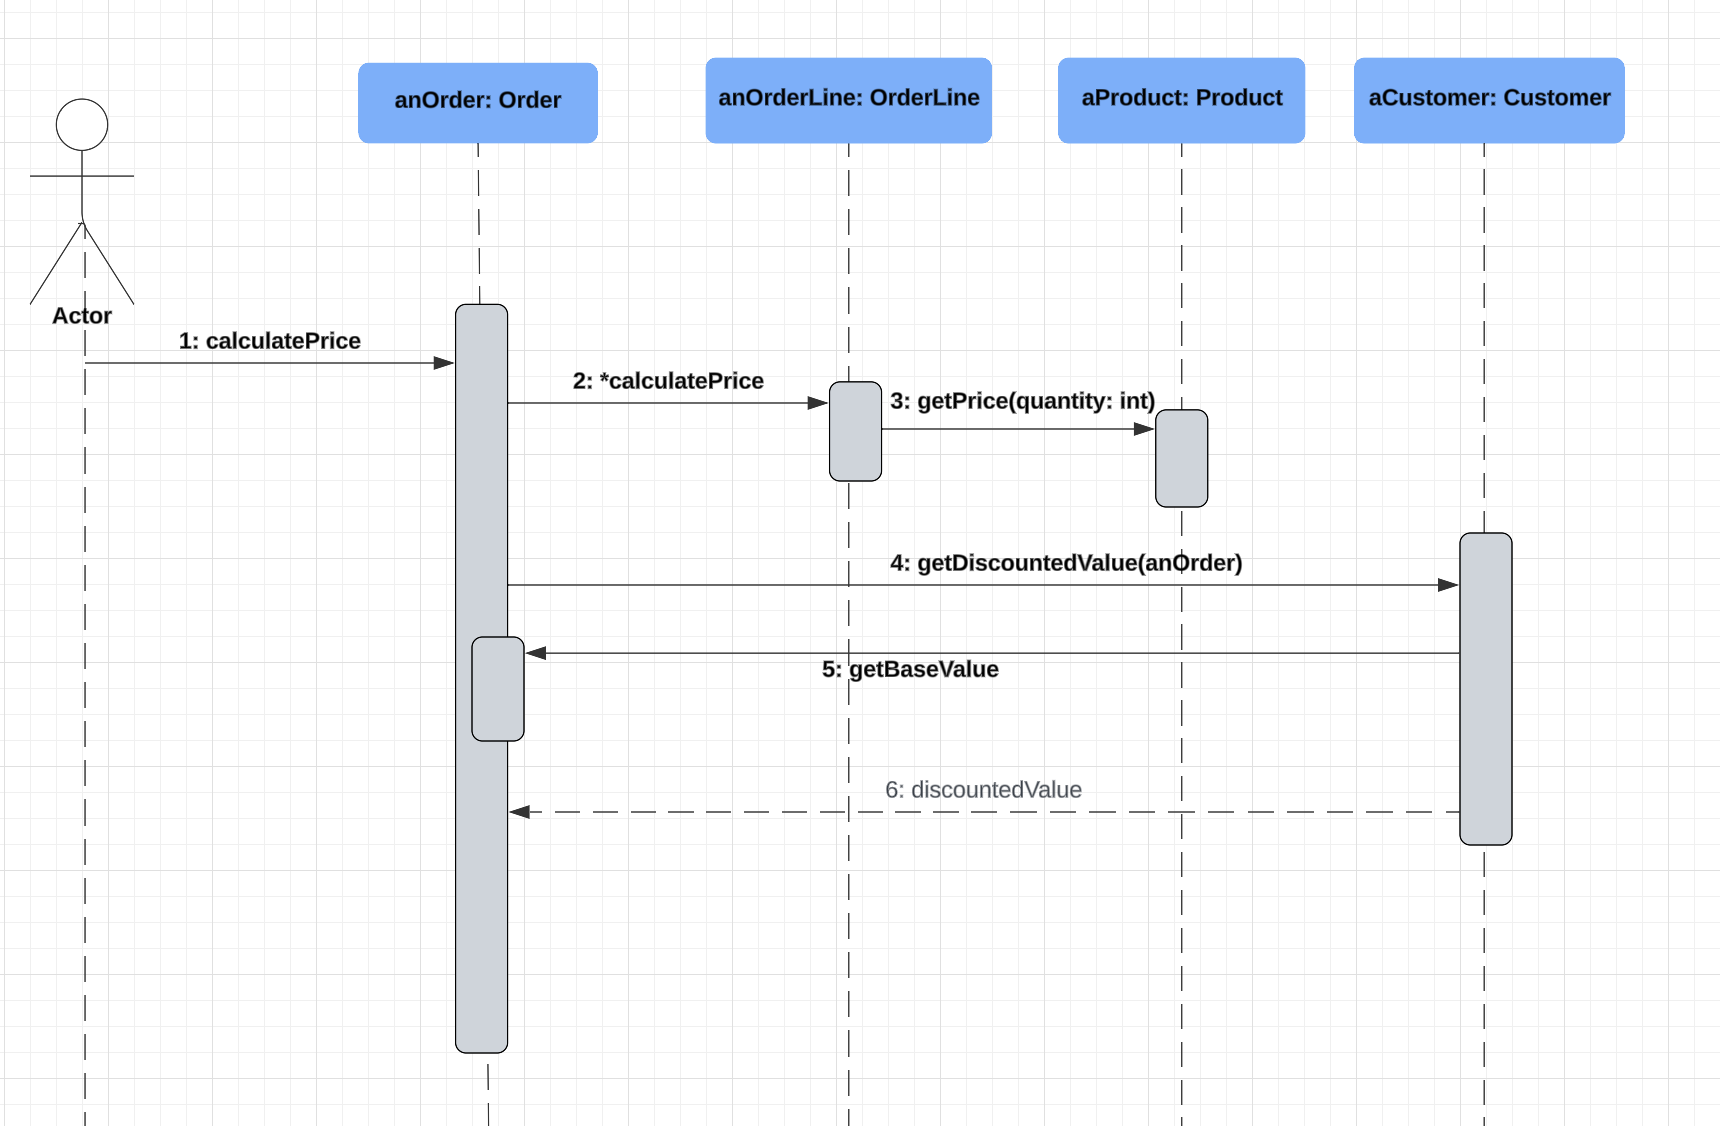 anOrder: Order
anOrderLine: OrderLine
aProduct: Product
aCustomer: Customer
Actor
1: calculatePrice
2: *calculatePrice
3: getPrice(quantity: int)
4: getDiscountedValue(anOrder)
5: getBaseValue
6: discountedValue